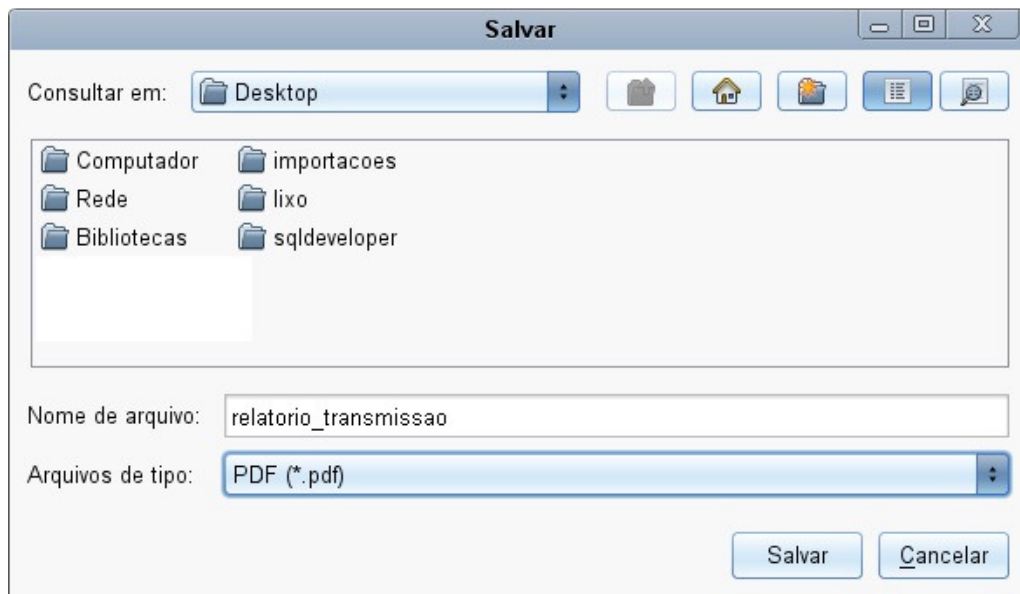 Salvar
Consultar em: Desktop
Computador importacoes
Rede lixo
Bibliotecas sqldeveloper
Nome de arquivo: relatorio_transmissao
Arquivos de tipo: PDF (*.pdf)
Salvar Cancelar